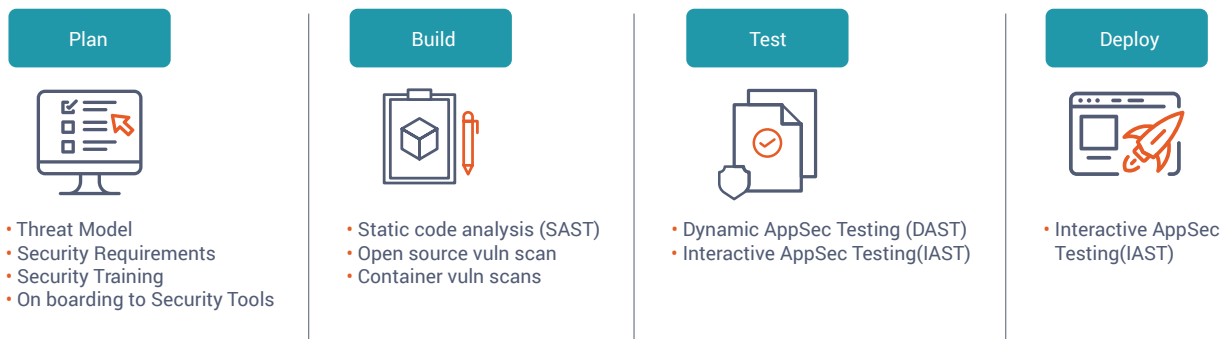 Plan
• Threat Model
• Security Requirements
• Security Training
• On boarding to Security Tools
Build
• Static code analysis (SAST)
• Open source vuln scan
• Container vuln scans
Test
• Dynamic AppSec Testing (DAST)
• Interactive AppSec Testing(IAST)
Deploy
• Interactive AppSec
Testing(IAST)